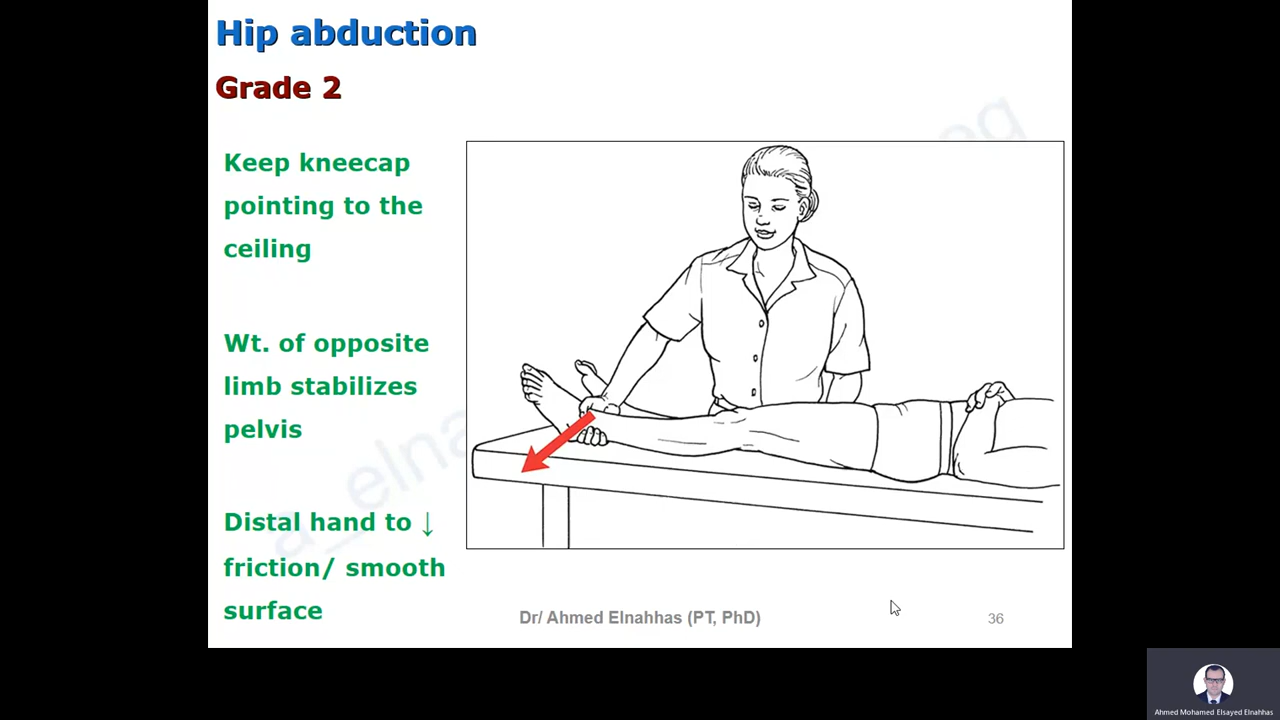 Hip abduction
Grade 2
Keep kneecap
pointing to the
ceiling
Wt. of opposite
limb stabilizes
pelvis
Distal hand to ↓
friction/ smooth
surface
Dr/ Ahmed Elnahhas (PT, PhD)
36
Ahmed Mohamed Elsayed Elnahhas